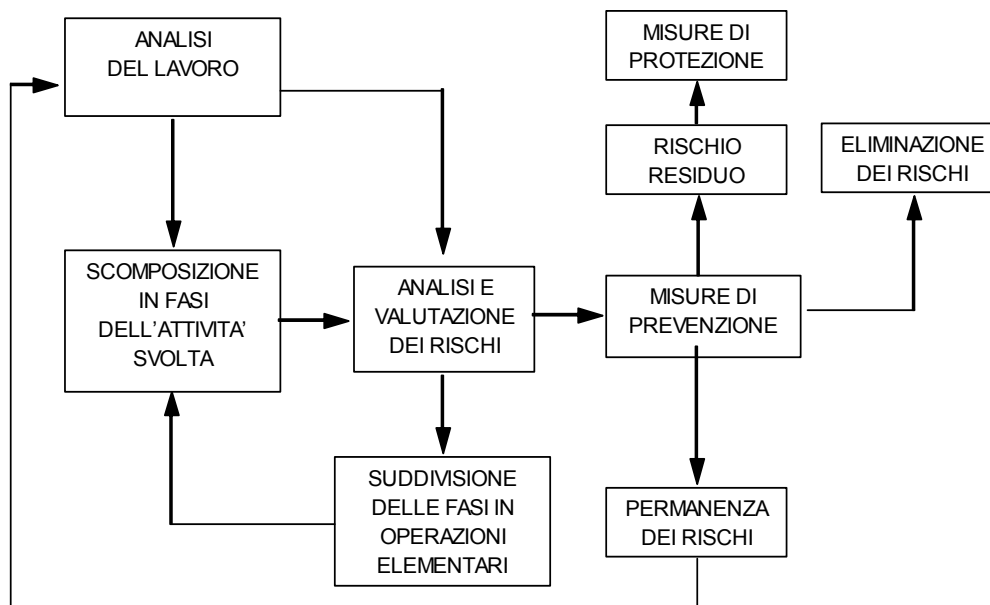 ANALISI
DEL LAVORO
MISURE DI
PROTEZIONE
RISCHIO
RESIDUO
ELIMINAZIONE
DEI RISCHI
SCOMPOSIZIONE
IN FASI
DELL'ATTIVITA'
SVOLTA
ANALISI E
VALUTAZIONE
DEI RISCHI
MISURE DI
PREVENZIONE
SUDDIVISIONE
DELLE FASI IN
OPERAZIONI
ELEMENTARI
PERMANENZA
DEI RISCHI